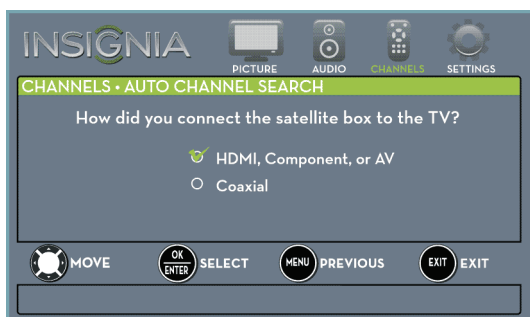 INSIGNIA
PICTURE AUDIO CHANNELS SETTINGS
CHANNELS • AUTO CHANNEL SEARCH
How did you connect the satellite box to the TV?
HDMI, Component, or AV
Coaxial
MOVE OK ENTER SELECT MENU PREVIOUS EXIT EXIT